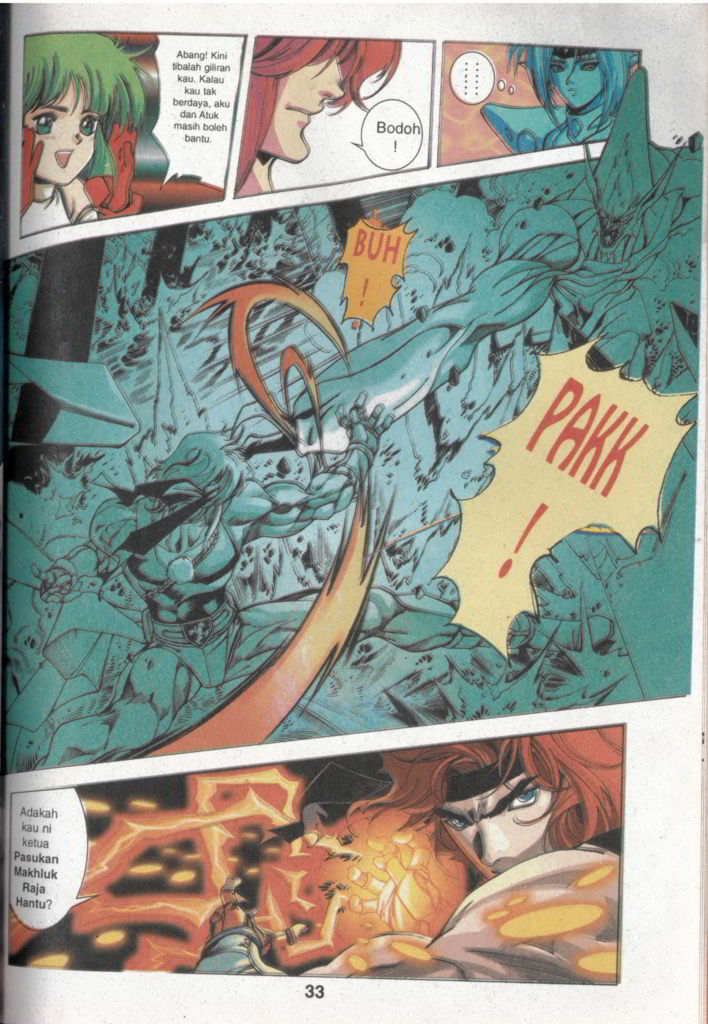 Abang! Kini
tibalah giliran
kau. Kalau
kau tak
berdaya, aku
dan Atuk
masih boleh
bantu.
Bodoh
!
......
BUH
!
PAKK
!
Adakah
kau ni
ketua
Pasukan
Makhluk
Raja
Hantu?
33